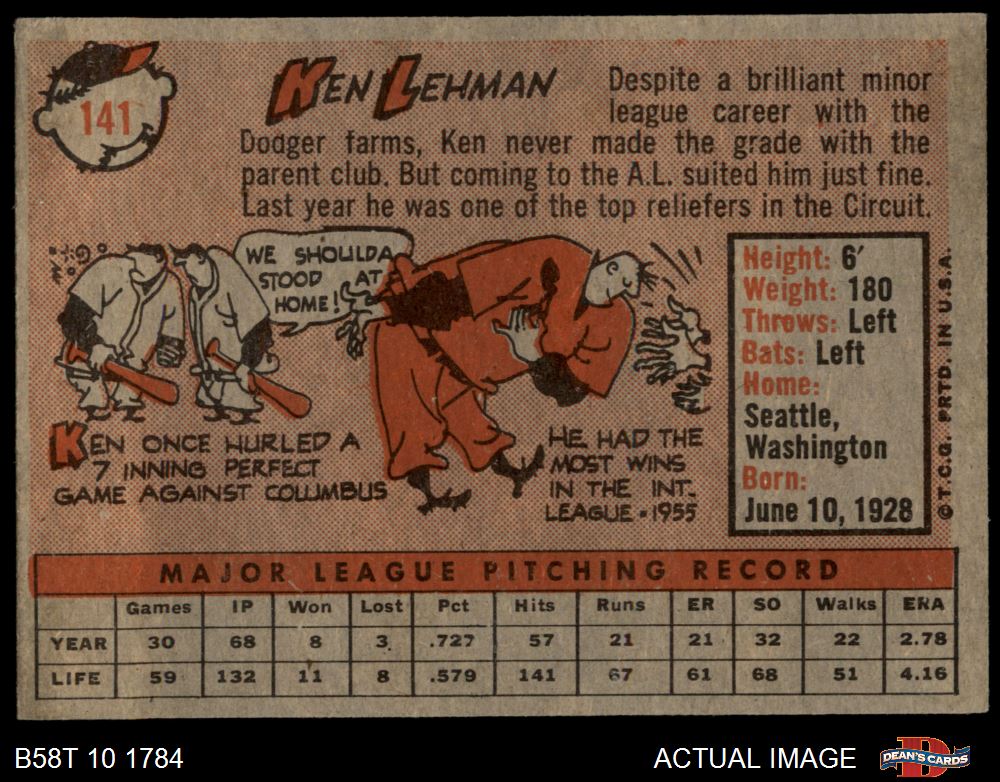 141
KEN LEHMAN
Despite a brilliant minor
league career with the
Dodger farms, Ken never made the grade with the
parent club. But coming to the A.L. suited him just fine.
Last year he was one of the top reliefers in the Circuit.
WE SHOULDA
STOOD AT
HOME!
KEN ONCE HURLED A
7 INNING PERFECT
GAME AGAINST COLUMBUS
HE HAD THE
MOST WINS
IN THE INT.
LEAGUE • 1955
Height: 6'
Weight: 180
Throws: Left
Bats: Left
Home:
Seattle,
Washington
Born:
June 10, 1928
© T.C.G. PRTD. IN U.S.A.
MAJOR LEAGUE PITCHING RECORD
Games IP Won Lost Pct Hits Runs ER SO Walks ERA
YEAR 30 68 8 3 .727 57 21 21 32 22 2.78
LIFE 59 132 11 8 .579 141 67 61 68 51 4.16
B58T 10 1784
ACTUAL IMAGE
DEAN'S CARDS